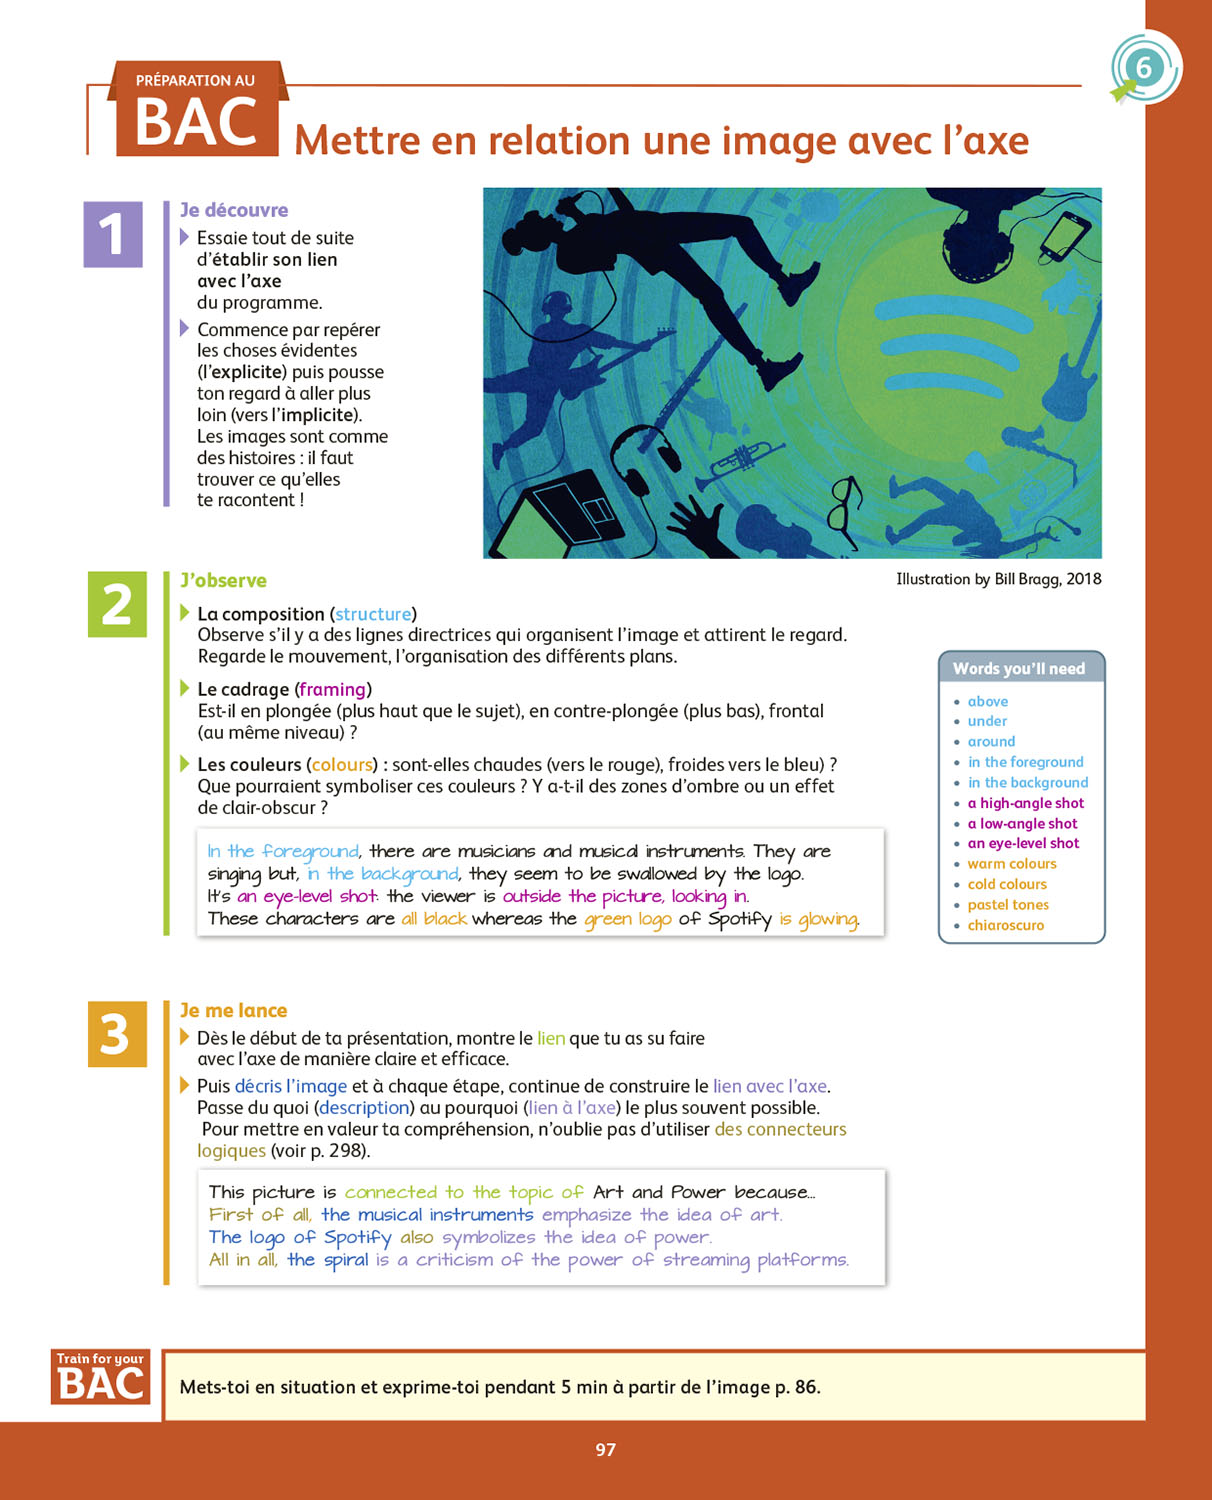 6
PRÉPARATION AU
BAC
Mettre en relation une image avec l'axe
1
Je découvre
Essaie tout de suite
d'établir son lien
avec l'axe
du programme.
Commence par repérer
les choses évidentes
(l'explicite) puis pousse
ton regard à aller plus
loin (vers l'implicite).
Les images sont comme
des histoires : il faut
trouver ce qu'elles
te racontent !
Illustration by Bill Bragg, 2018
2
J'observe
La composition (structure)
Observe s'il y a des lignes directrices qui organisent l'image et attirent le regard.
Regarde le mouvement, l'organisation des différents plans.
Le cadrage (framing)
Est-il en plongée (plus haut que le sujet), en contre-plongée (plus bas), frontal
(au même niveau) ?
Les couleurs (colours) : sont-elles chaudes (vers le rouge), froides vers le bleu) ?
Que pourraient symboliser ces couleurs ? Y a-t-il des zones d'ombre ou un effet
de clair-obscur ?
In the foreground, there are musicians and musical instruments. They are
singing but, in the background, they seem to be swallowed by the logo.
It's an eye-level shot: the viewer is outside the picture, looking in.
These characters are all black whereas the green logo of Spotify is glowing.
Words you'll need
• above
• under
• around
• in the foreground
• in the background
• a high-angle shot
• a low-angle shot
• an eye-level shot
• warm colours
• cold colours
• pastel tones
• chiaroscuro
3
Je me lance
Dès le début de ta présentation, montre le lien que tu as su faire
avec l'axe de manière claire et efficace.
Puis décris l'image et à chaque étape, continue de construire le lien avec l'axe.
Passe du quoi (description) au pourquoi (lien à l'axe) le plus souvent possible.
Pour mettre en valeur ta compréhension, n'oublie pas d'utiliser des connecteurs
logiques (voir p. 298).
This picture is connected to the topic of Art and Power because...
First of all, the musical instruments emphasize the idea of art.
The logo of Spotify also symbolizes the idea of power.
All in all, the spiral is a criticism of the power of streaming platforms.
Train for your
BAC
Mets-toi en situation et exprime-toi pendant 5 min à partir de l'image p. 86.
97